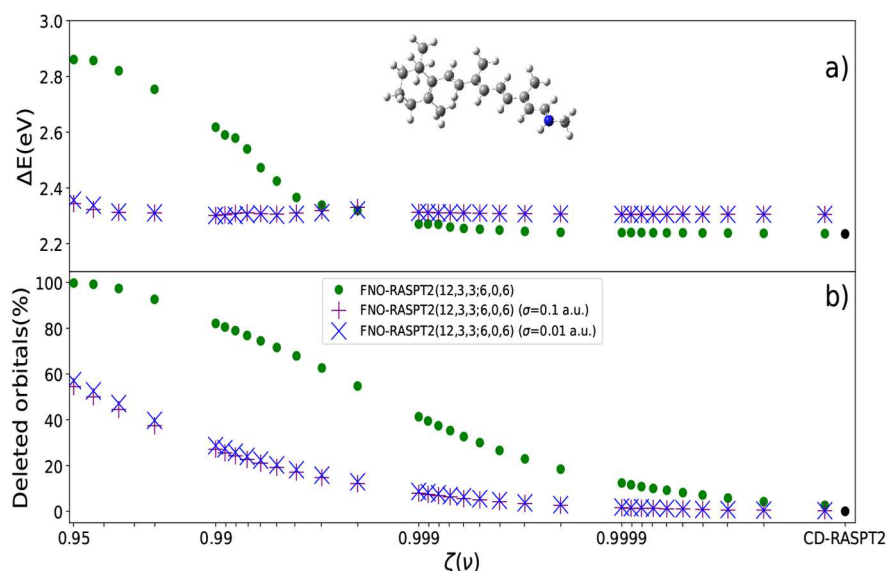 3.0
2.8
2.6
2.4
2.2
ΔE(eV)
a)
100
80
60
40
20
0
Deleted orbitals(%)
b)
FNO-RASPT2(12,3,3;6,0,6)
FNO-RASPT2(12,3,3;6,0,6) (σ=0.1 a.u.)
FNO-RASPT2(12,3,3;6,0,6) (σ=0.01 a.u.)
0.95
0.99
0.999
0.9999
CD-RASPT2
ζ(ν)